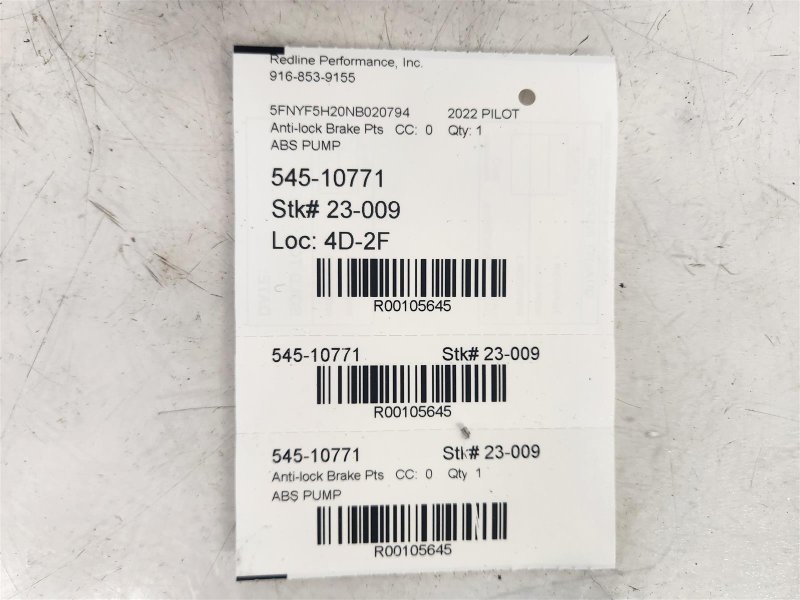 Redline Performance, Inc.
916-853-9155
5FNYF5H20NB020794 2022 PILOT
Anti-lock Brake Pts CC: 0 Qty: 1
ABS PUMP
545-10771
Stk# 23-009
Loc: 4D-2F
R00105645
545-10771 Stk# 23-009
R00105645
545-10771 Stk# 23-009
Anti-lock Brake Pts CC: 0 Qty 1
ABS PUMP
R00105645